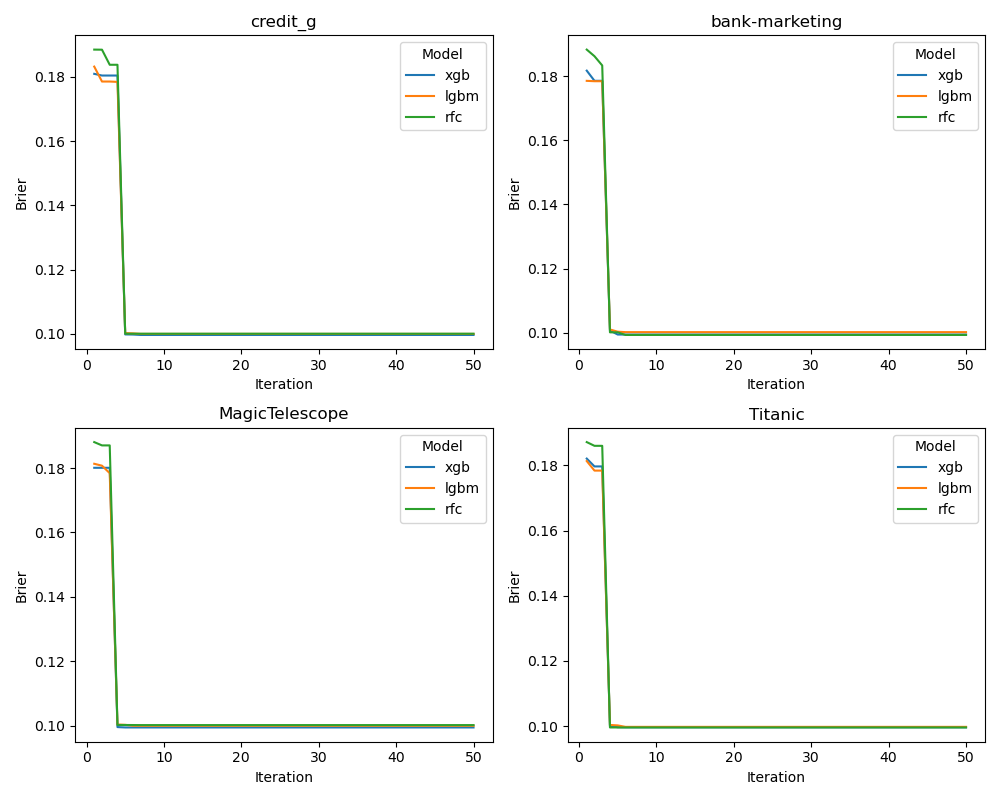 credit_g
Brier
0.18
0.16
0.14
0.12
0.10
Model
xgb
lgbm
rfc
0 10 20 30 40 50
Iteration
bank-marketing
Brier
0.18
0.16
0.14
0.12
0.10
Model
xgb
lgbm
rfc
0 10 20 30 40 50
Iteration
MagicTelescope
Brier
0.18
0.16
0.14
0.12
0.10
Model
xgb
lgbm
rfc
0 10 20 30 40 50
Iteration
Titanic
Brier
0.18
0.16
0.14
0.12
0.10
Model
xgb
lgbm
rfc
0 10 20 30 40 50
Iteration